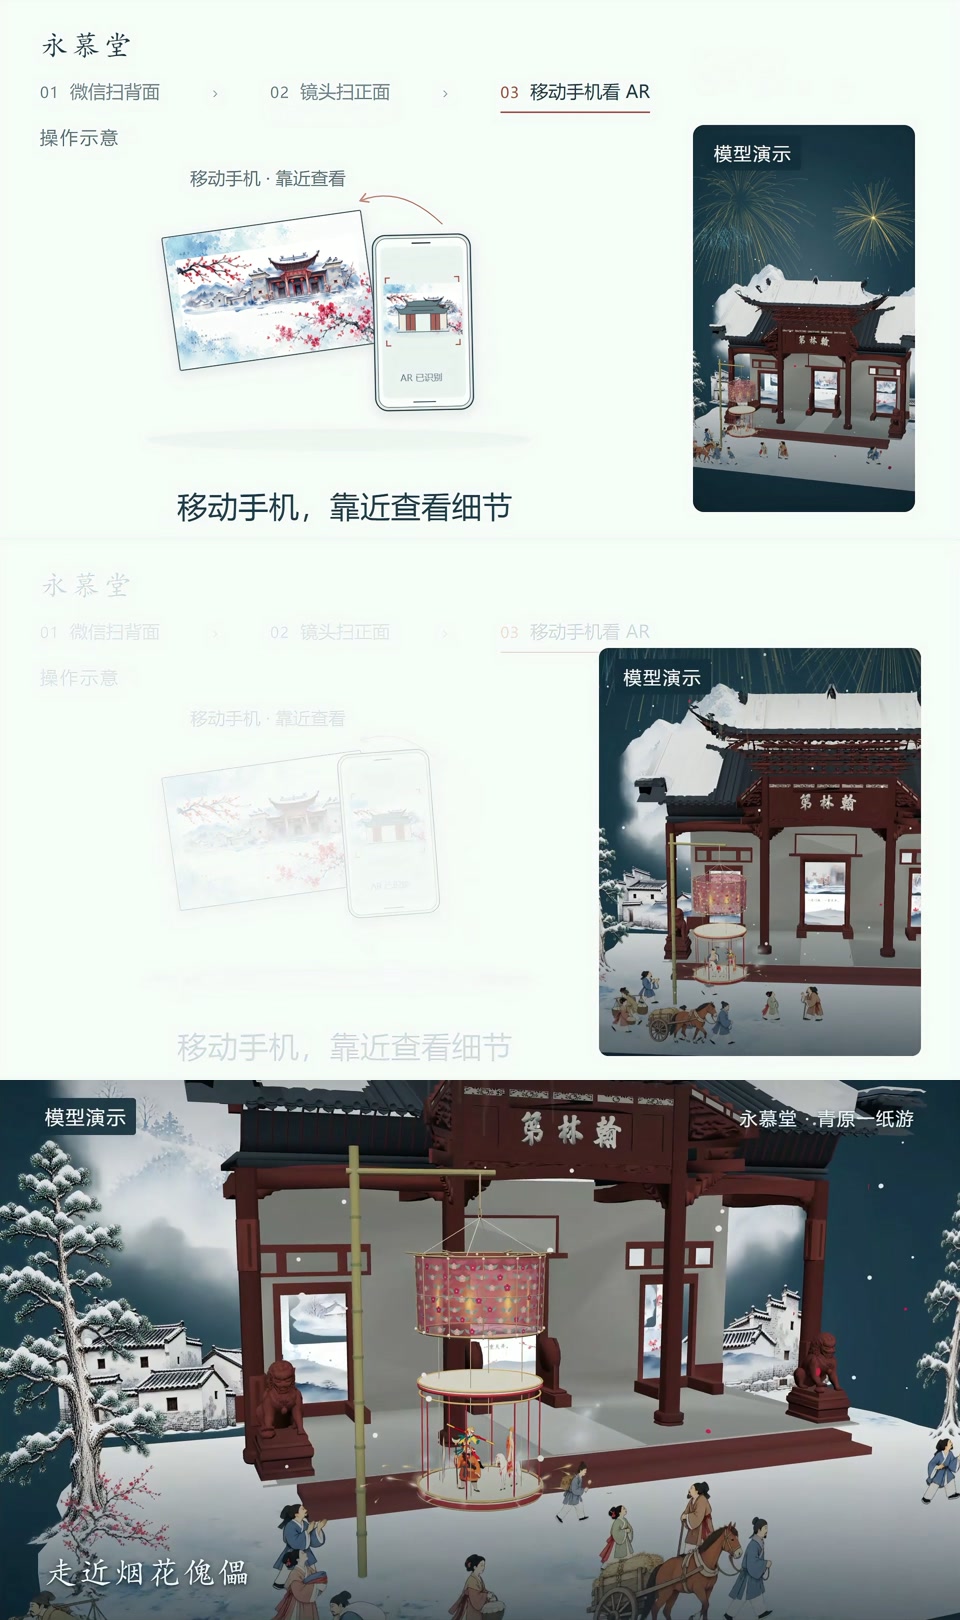 永慕堂
01 微信扫背面 › 02 镜头扫正面 › 03 移动手机看 AR
操作示意
移动手机 · 靠近查看
AR 已识别
移动手机，靠近查看细节
模型演示
第林翰
永慕堂
01 微信扫背面 › 02 镜头扫正面 › 03 移动手机看 AR
操作示意
移动手机 · 靠近查看
AR 已识别
移动手机，靠近查看细节
模型演示
第林翰
模型演示
永慕堂 · 青原一纸游
第林翰
走近烟花傀儡